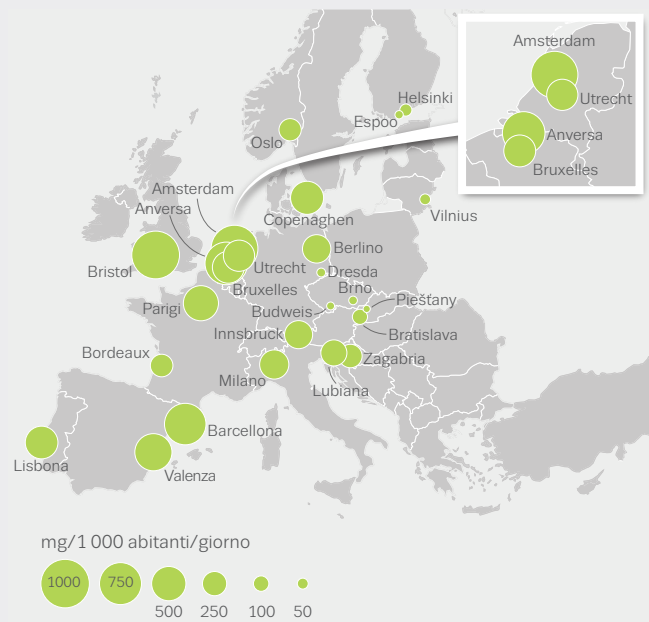 Amsterdam
Utrecht
Anversa
Bruxelles
Helsinki
Espoo
Oslo
Amsterdam
Anversa
Copenaghen
Vilnius
Bristol
Berlino
Utrecht
Dresda
Bruxelles
Brno
Piešťany
Parigi
Budweis
Innsbruck
Bratislava
Bordeaux
Zagabria
Milano
Lubiana
Barcellona
Lisbona
Valenza
mg/1 000 abitanti/giorno
1000
750
500
250
100
50